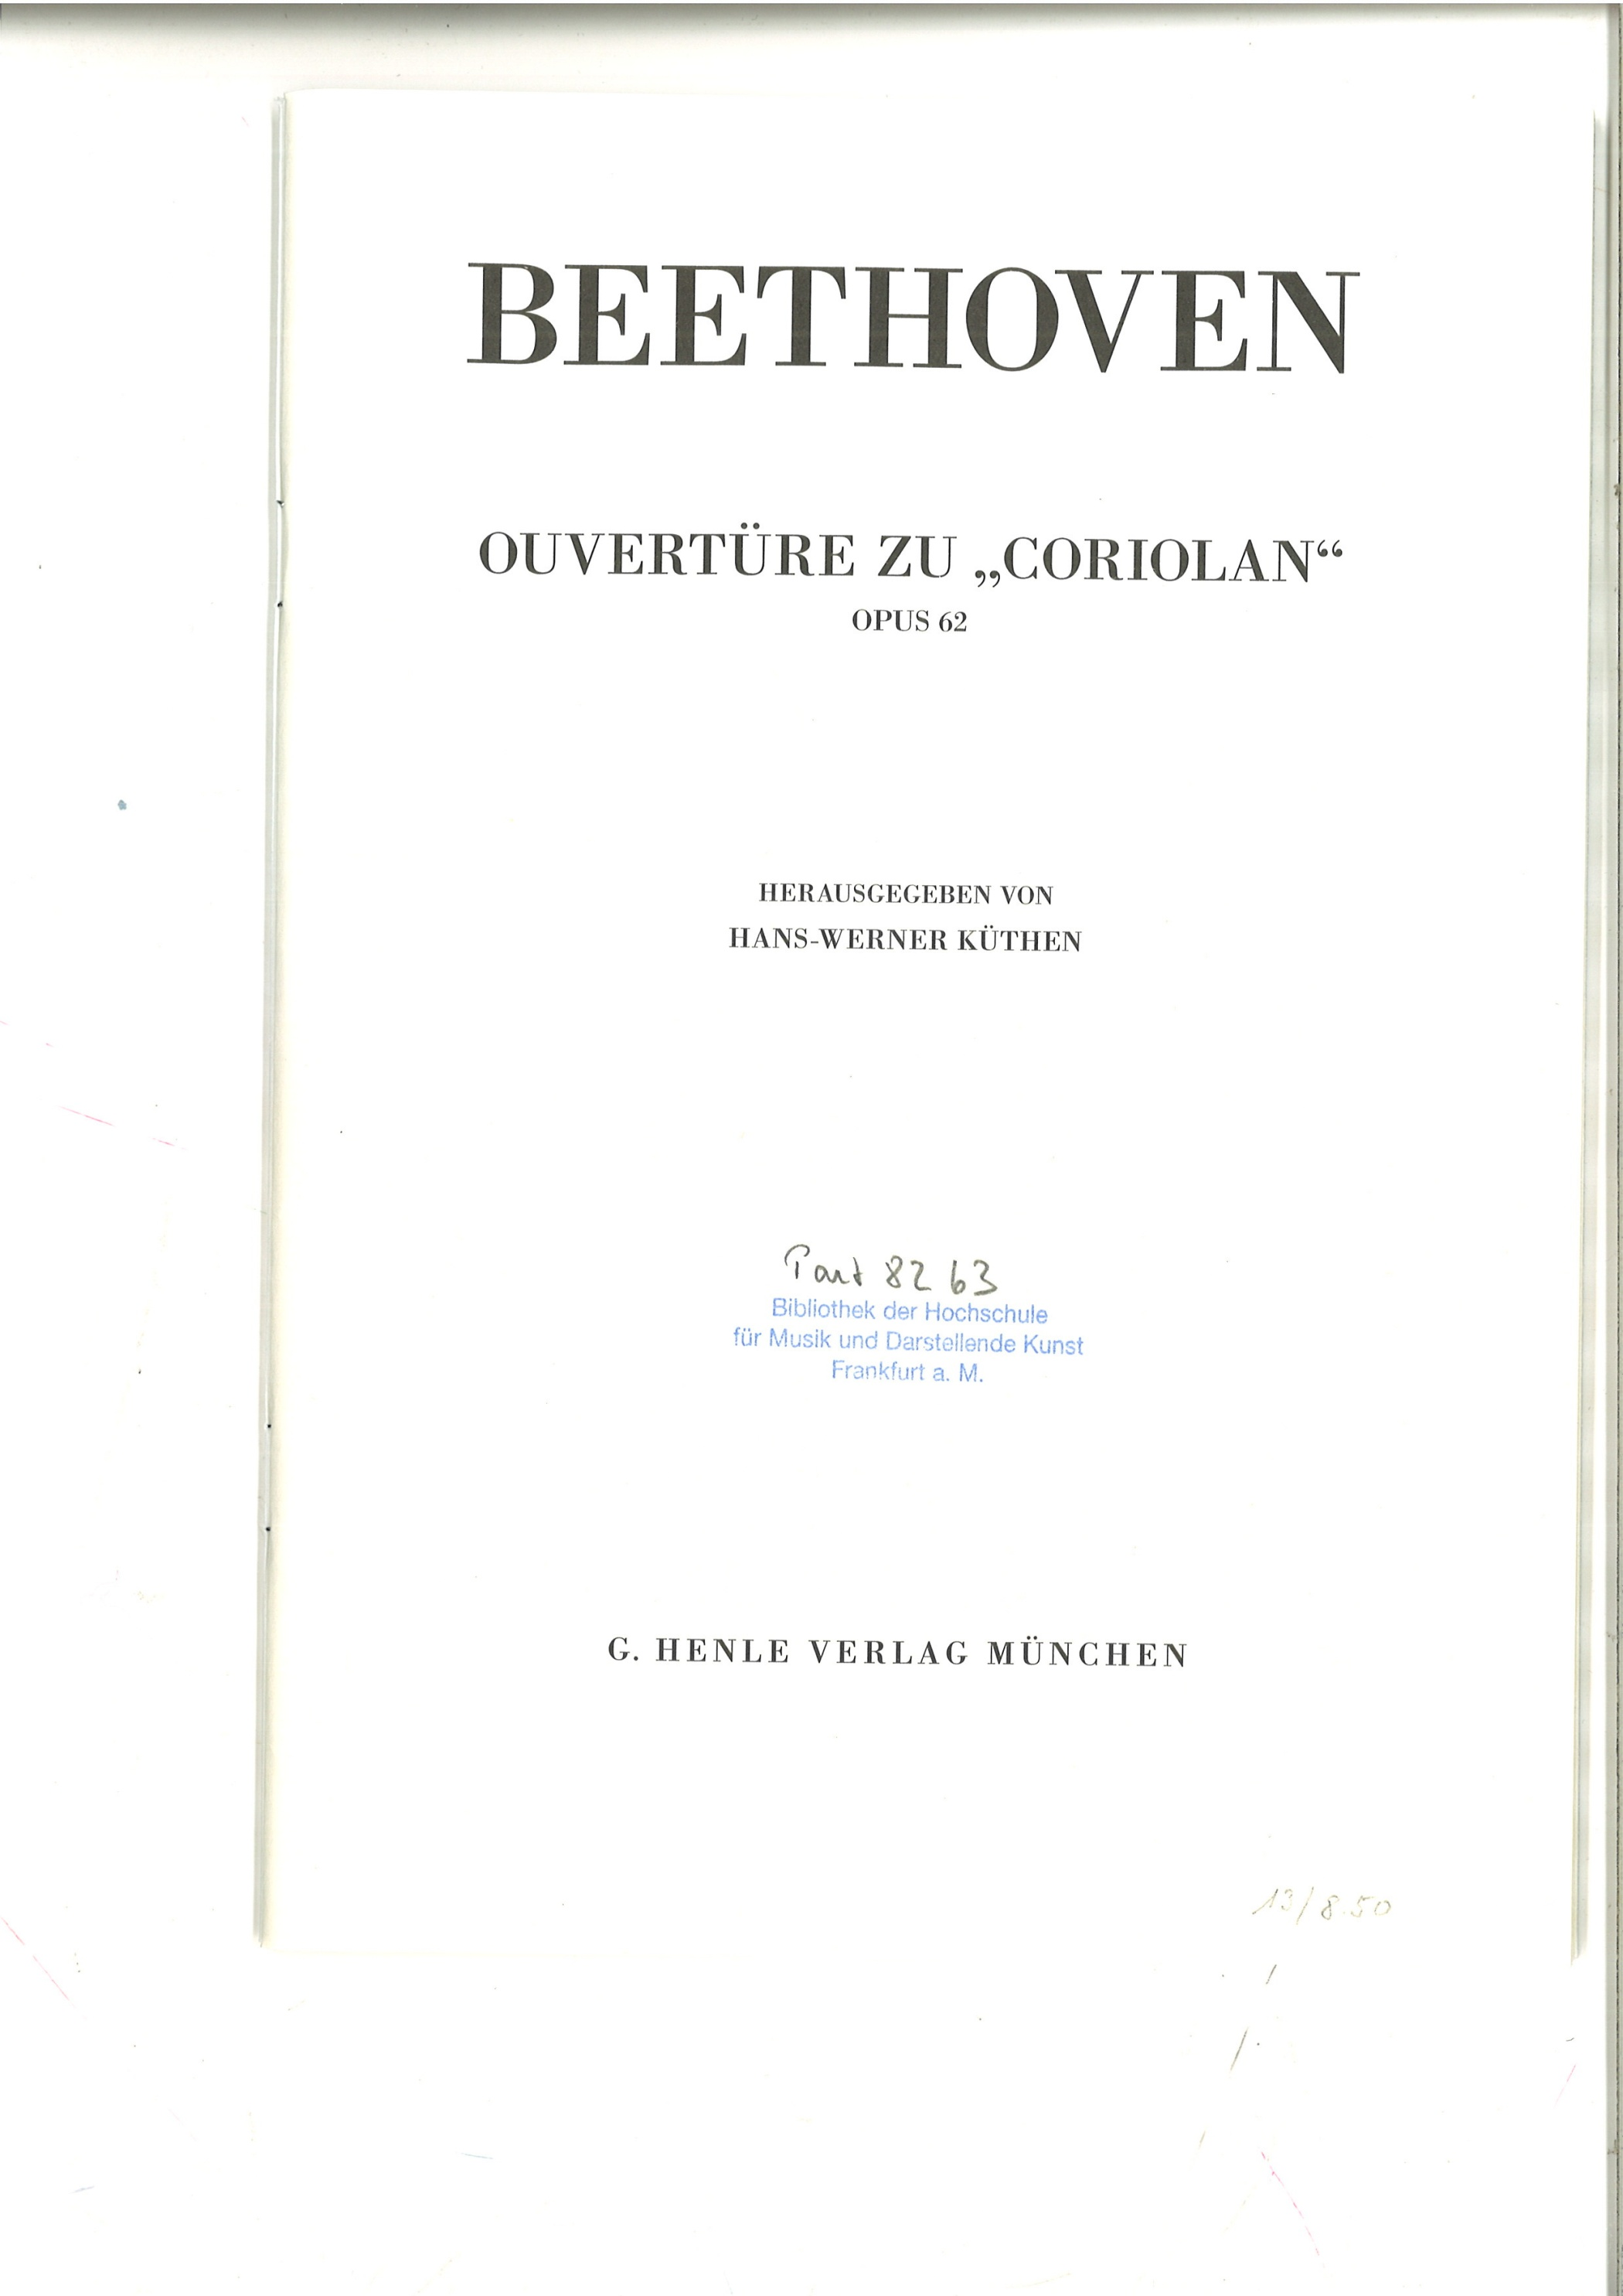 BEETHOVEN
OUVERTÜRE ZU „CORIOLAN“
OPUS 62
HERAUSGEGEBEN VON
HANS-WERNER KÜTHEN
Part 8263
Bibliothek der Hochschule
für Musik und Darstellende Kunst
Frankfurt a. M.
G. HENLE VERLAG MÜNCHEN
13/8.50